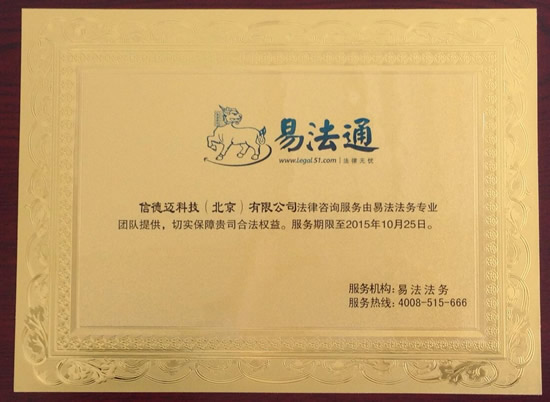 易法通
www.Legal51.com | 法律无忧
信德迈科技（北京）有限公司法律咨询服务由易法法务专业
团队提供，切实保障贵司合法权益。服务期限至2015年10月25日。
服务机构：易法法务
服务热线：4008-515-666